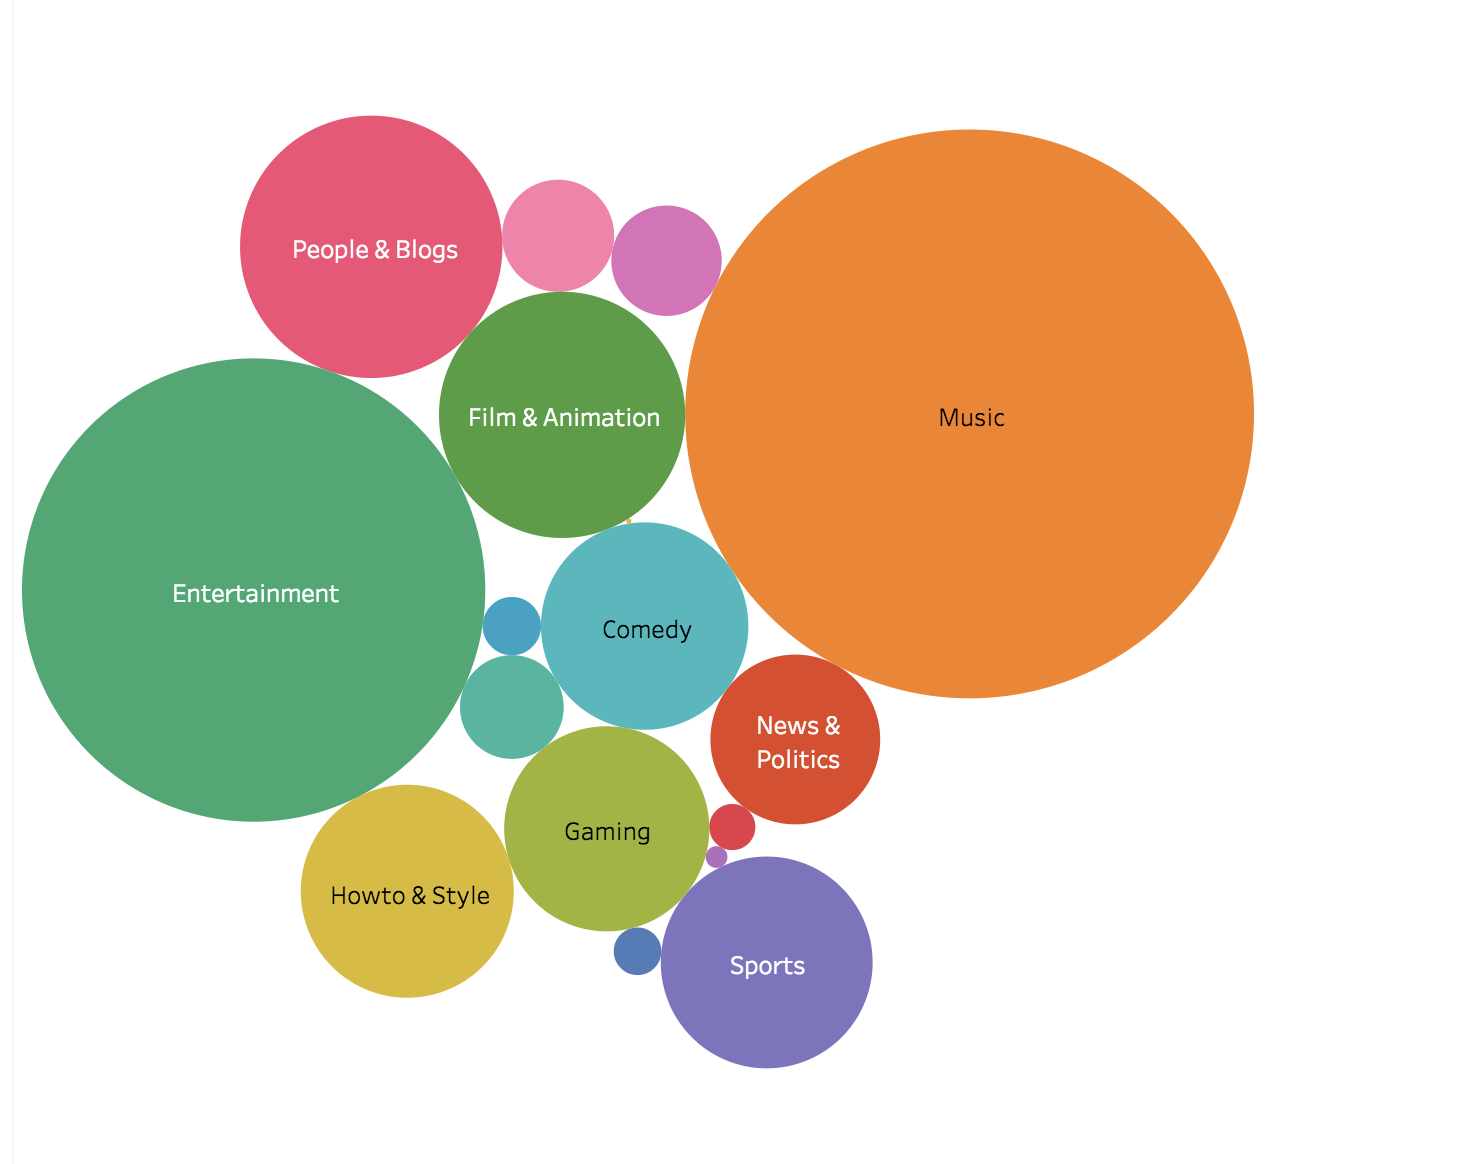 People & Blogs
Film & Animation
Music
Entertainment
Comedy
News &
Politics
Gaming
Howto & Style
Sports